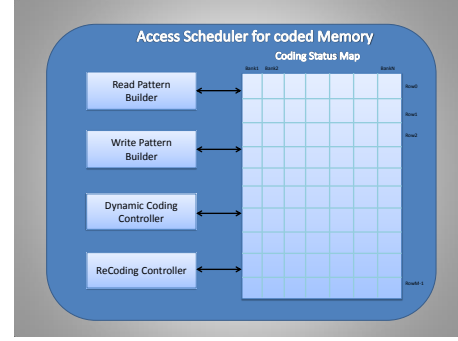 Access Scheduler for coded Memory
Coding Status Map
Bank1 Bank2 BankN
Read Pattern
Builder
Row0
Row1
Row2
Write Pattern
Builder
Dynamic Coding
Controller
ReCoding Controller
RowM-1